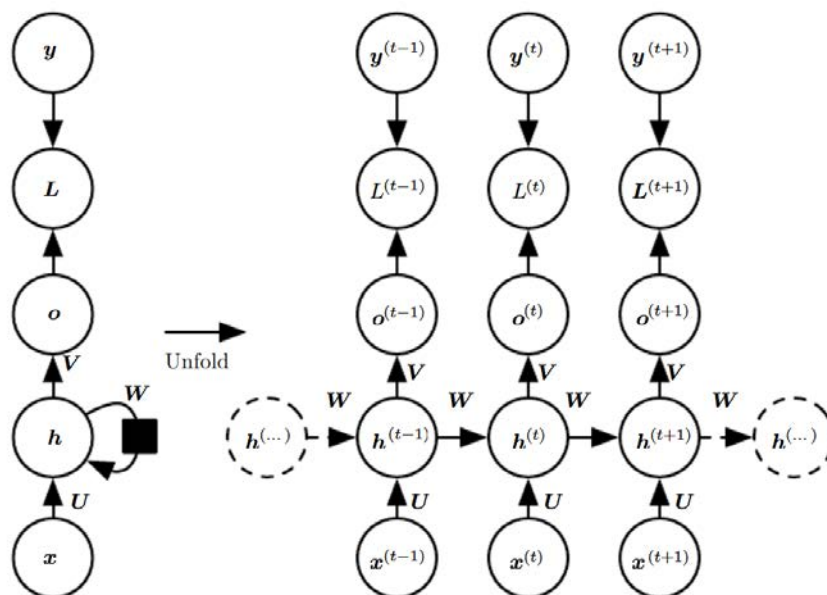 y y^(t−1) y^(t) y^(t+1)
L L^(t−1) L^(t) L^(t+1)
o o^(t−1) o^(t) o^(t+1)
Unfold
V V V V
W W W W W
h h^(...) h^(t−1) h^(t) h^(t+1) h^(...)
U U U U
x x^(t−1) x^(t) x^(t+1)